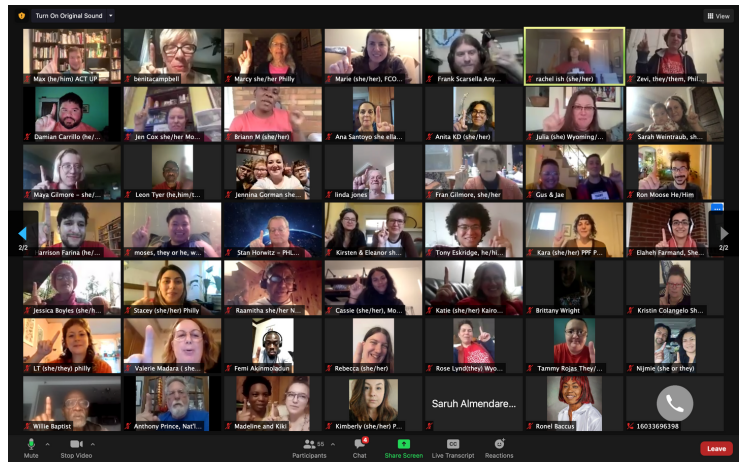 Turn On Original Sound
View
Max (he/him) ACT UP
benitacampbell
Marcy she/her Philly
Marie (she/her), FCO...
Frank Scarsella Any...
rachel ish (she/her)
Zevi, they/them, Phil...
Damian Carrillo (he/...
Jen Cox she/her Mo...
Briann M (she/her)
Ana Santoyo she ella...
Anita KD (she/her)
Julia (she) Wyoming/...
Sarah Weintraub, sh...
Maya Gilmore – she/...
Leon Tyer (he,him/t...
Jennina Gorman she...
linda jones
Fran Gilmore, she/her
Gus & Jae
Ron Moose He/Him
2/2
Harrison Farina (he/...
moses, they or he, w...
Stan Horwitz – PHL...
Kirsten & Eleanor sh...
Tony Eskridge, he/hi...
Kara (she/her) PPF P...
Elaheh Farmand, She...
2/2
Jessica Boyles (she/h...
Stacey (she/her) Philly
Raamitha she/her N...
Cassie (she/her), Mo...
Katie (she/her) Kairo...
Brittany Wright
Kristin Colangelo Sh...
LT (she/they) philly
Valerie Madara ( she...
Femi Akinmoladun
Rebecca (she/her)
Rose Lynd(they) Wyo...
Tammy Rojas They/...
Nijmie (she or they)
Willie Baptist
Anthony Prince, Nat'l...
Madeline and Kiki
Kimberly (she/her) P...
Saruh Almendare...
Ronel Baccus
16033696398
Mute
Stop Video
Participants
55
Chat
4
Share Screen
CC
Live Transcript
Reactions
Leave